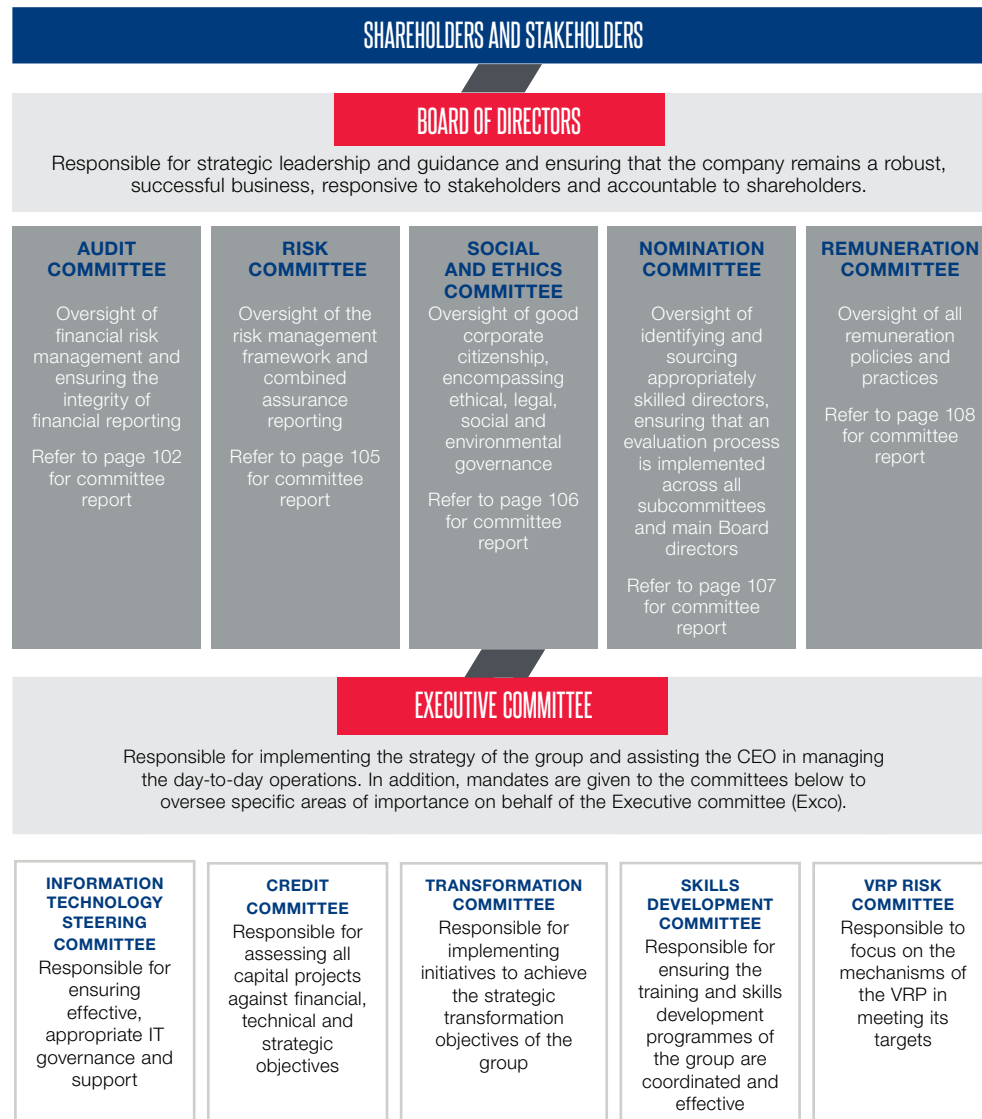 SHAREHOLDERS AND STAKEHOLDERS
BOARD OF DIRECTORS
Responsible for strategic leadership and guidance and ensuring that the company remains a robust,
successful business, responsive to stakeholders and accountable to shareholders.
AUDIT
COMMITTEE
Oversight of
financial risk
management and
ensuring the
integrity of
financial reporting
Refer to page 102
for committee
report
RISK
COMMITTEE
Oversight of the
risk management
framework and
combined
assurance
reporting
Refer to page 105
for committee
report
SOCIAL
AND ETHICS
COMMITTEE
Oversight of good
corporate
citizenship,
encompassing
ethical, legal,
social and
environmental
governance
Refer to page 106
for committee
report
NOMINATION
COMMITTEE
Oversight of
identifying and
sourcing
appropriately
skilled directors,
ensuring that an
evaluation process
is implemented
across all
subcommittees
and main Board
directors
Refer to page 107
for committee
report
REMUNERATION
COMMITTEE
Oversight of all
remuneration
policies and
practices
Refer to page 108
for committee
report
EXECUTIVE COMMITTEE
Responsible for implementing the strategy of the group and assisting the CEO in managing
the day-to-day operations. In addition, mandates are given to the committees below to
oversee specific areas of importance on behalf of the Executive committee (Exco).
INFORMATION
TECHNOLOGY
STEERING
COMMITTEE
Responsible for
ensuring
effective,
appropriate IT
governance and
support
CREDIT
COMMITTEE
Responsible for
assessing all
capital projects
against financial,
technical and
strategic
objectives
TRANSFORMATION
COMMITTEE
Responsible for
implementing
initiatives to achieve
the strategic
transformation
objectives of the
group
SKILLS
DEVELOPMENT
COMMITTEE
Responsible for
ensuring the
training and skills
development
programmes of
the group are
coordinated and
effective
VRP RISK
COMMITTEE
Responsible to
focus on the
mechanisms of
the VRP in
meeting its
targets